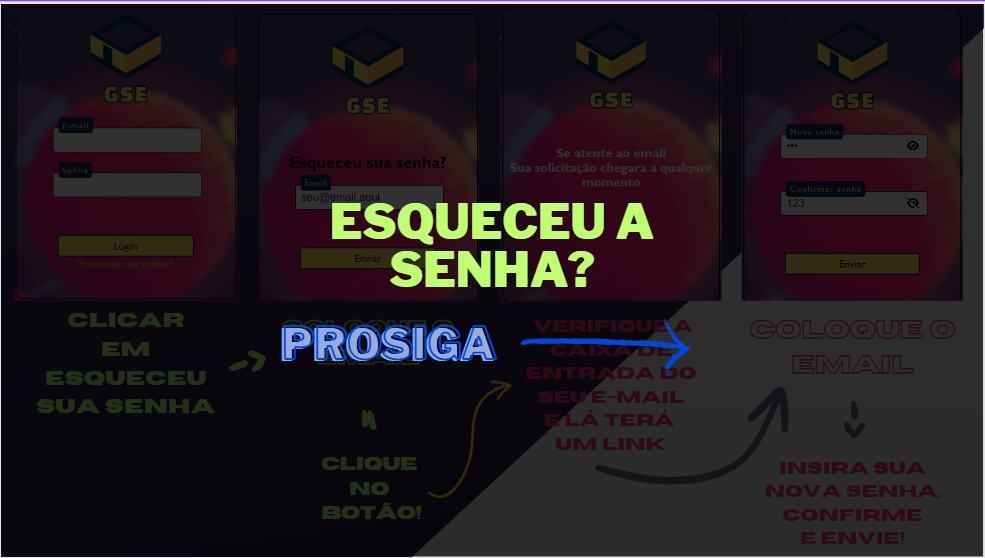 GSE
E-mail
Senha
Login
Esqueceu sua senha?
CLICAR
EM
ESQUECEU
SUA SENHA
GSE
Esqueceu sua senha?
Email
seu@email.aqui
Enviar
CLIQUE
NO
BOTÃO!
GSE
Se atente ao email
Sua solicitação chegara a qualquer
momento
VERIFIQUE A
CAIXA DE
ENTRADA DO
SEU E-MAIL
E LÁ TERÁ
UM LINK
GSE
Nova senha
•••
Confirmar senha
123
Enviar
COLOQUE O
EMAIL
INSIRA SUA
NOVA SENHA,
CONFIRME
E ENVIE!
ESQUECEU A
SENHA?
PROSIGA